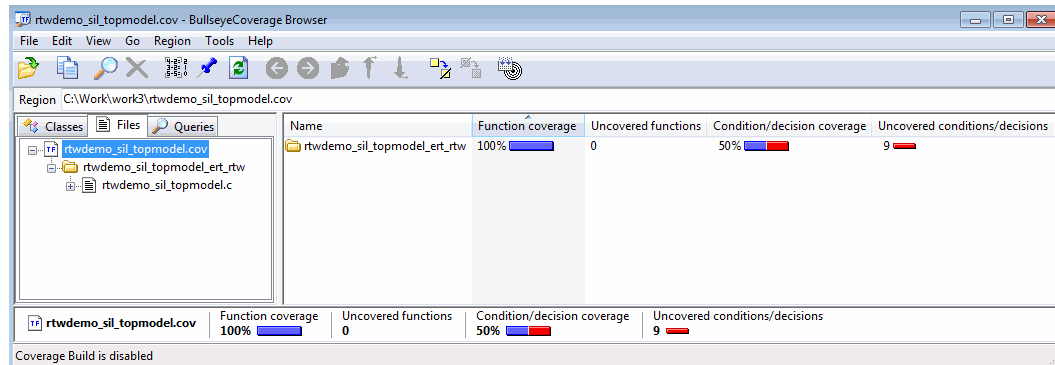 rtwdemo_sil_topmodel.cov - BullseyeCoverage Browser
File Edit View Go Region Tools Help
Region C:\Work\work3\rtwdemo_sil_topmodel.cov
Classes Files Queries
Name Function coverage Uncovered functions Condition/decision coverage Uncovered conditions/decisions
TF rtwdemo_sil_topmodel.cov
rtwdemo_sil_topmodel_ert_rtw 100% 0 50% 9
rtwdemo_sil_topmodel_ert_rtw
rtwdemo_sil_topmodel.c
TF rtwdemo_sil_topmodel.cov
Function coverage Uncovered functions Condition/decision coverage Uncovered conditions/decisions
100% 0 50% 9
Coverage Build is disabled